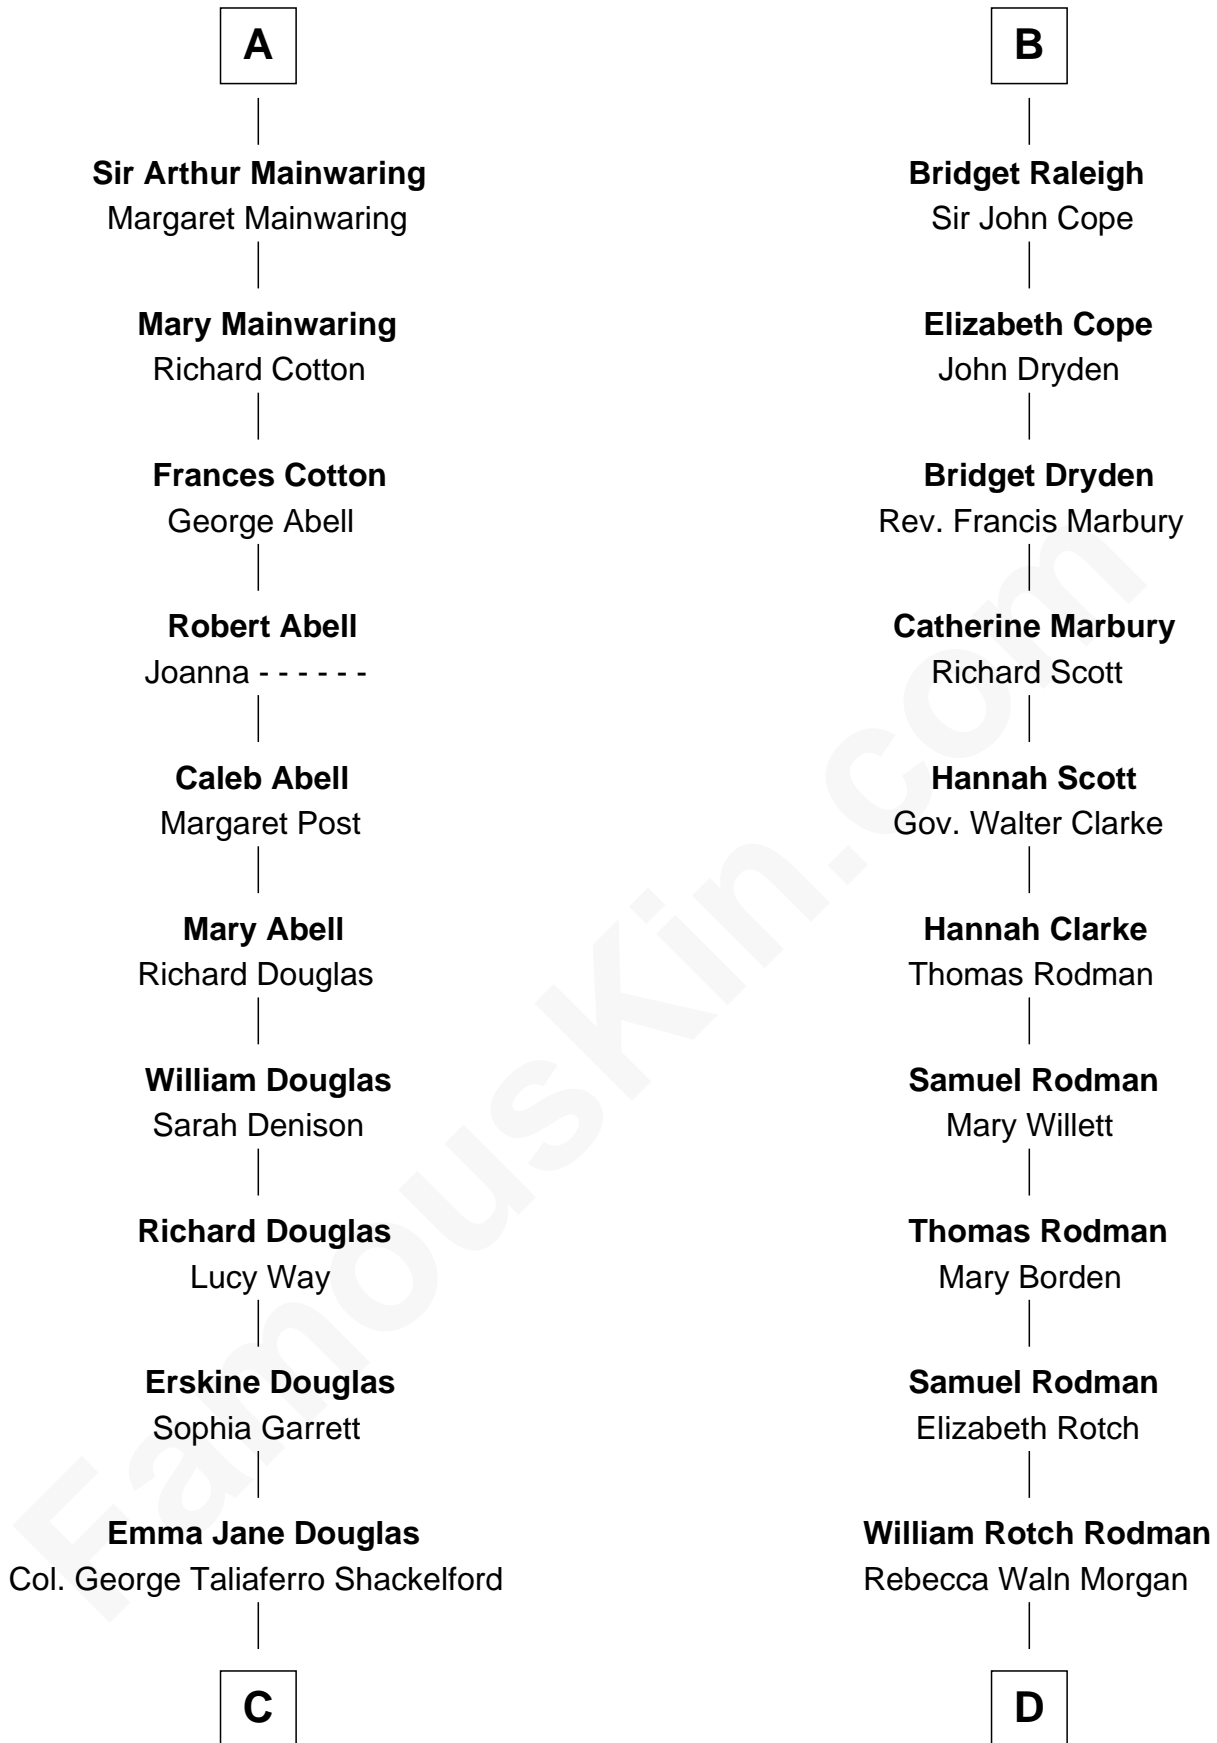 A
Sir Arthur Mainwaring
Margaret Mainwaring
Mary Mainwaring
Richard Cotton
Frances Cotton
George Abell
Robert Abell
Joanna - - - - - -
Caleb Abell
Margaret Post
Mary Abell
Richard Douglas
William Douglas
Sarah Denison
Richard Douglas
Lucy Way
Erskine Douglas
Sophia Garrett
Emma Jane Douglas
Col. George Taliaferro Shackelford
C
B
Bridget Raleigh
Sir John Cope
Elizabeth Cope
John Dryden
Bridget Dryden
Rev. Francis Marbury
Catherine Marbury
Richard Scott
Hannah Scott
Gov. Walter Clarke
Hannah Clarke
Thomas Rodman
Samuel Rodman
Mary Willett
Thomas Rodman
Mary Borden
Samuel Rodman
Elizabeth Rotch
William Rotch Rodman
Rebecca Waln Morgan
D
FamousKin.com